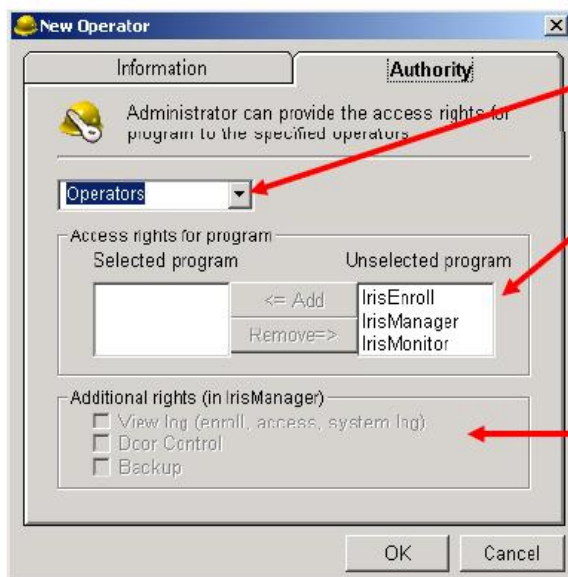 New Operator
Information
Authority
Administrator can provide the access rights for
program to the specified operators.
Operators
Access rights for program
Selected program
Unselected program
<= Add
Remove=>
IrisEnroll
IrisManager
IrisMonitor
Additional rights (in IrisManager)
View log (enroll, access, system log)
Door Control
Backup
OK
Cancel